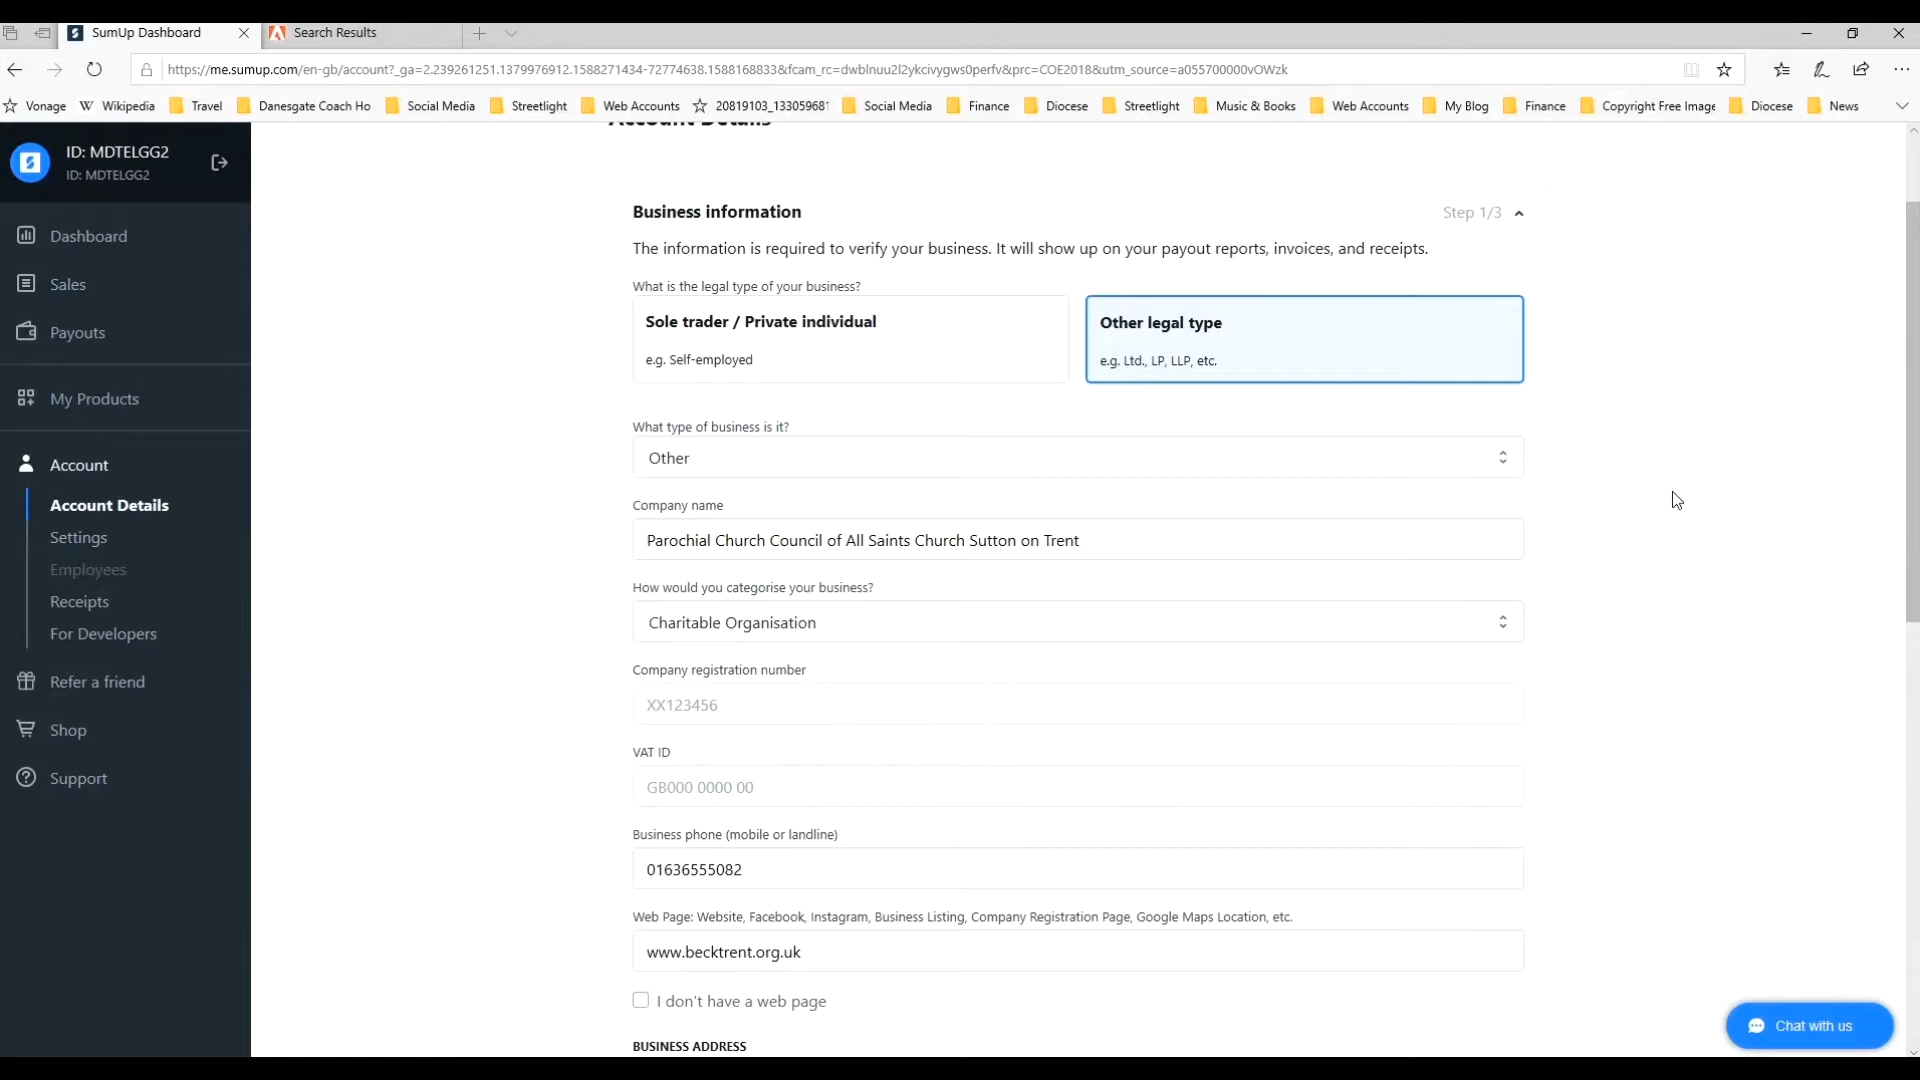 SumUp Dashboard
Search Results
https://me.sumup.com/en-gb/account?_ga=2.239261251.1379976912.1588271434-72774638.1588168833&fcam_rc=dwblnuu2l2ykcivygws0perfv&prc=COE2018&utm_source=a055700000vOWzk
Vonage
Wikipedia
Travel
Danesgate Coach Ho
Social Media
Streetlight
Web Accounts
20819103_133059681
Social Media
Finance
Diocese
Streetlight
Music & Books
Web Accounts
My Blog
Finance
Copyright Free Image
Diocese
News
ID: MDTELGG2
ID: MDTELGG2
Dashboard
Sales
Payouts
My Products
Account
Account Details
Settings
Employees
Receipts
For Developers
Refer a friend
Shop
Support
Account Details
Business information
Step 1/3
The information is required to verify your business. It will show up on your payout reports, invoices, and receipts.
What is the legal type of your business?
Sole trader / Private individual
e.g. Self-employed
Other legal type
e.g. Ltd., LP, LLP, etc.
What type of business is it?
Other
Company name
Parochial Church Council of All Saints Church Sutton on Trent
How would you categorise your business?
Charitable Organisation
Company registration number
XX123456
VAT ID
GB000 0000 00
Business phone (mobile or landline)
01636555082
Web Page: Website, Facebook, Instagram, Business Listing, Company Registration Page, Google Maps Location, etc.
www.becktrent.org.uk
I don't have a web page
BUSINESS ADDRESS
Chat with us